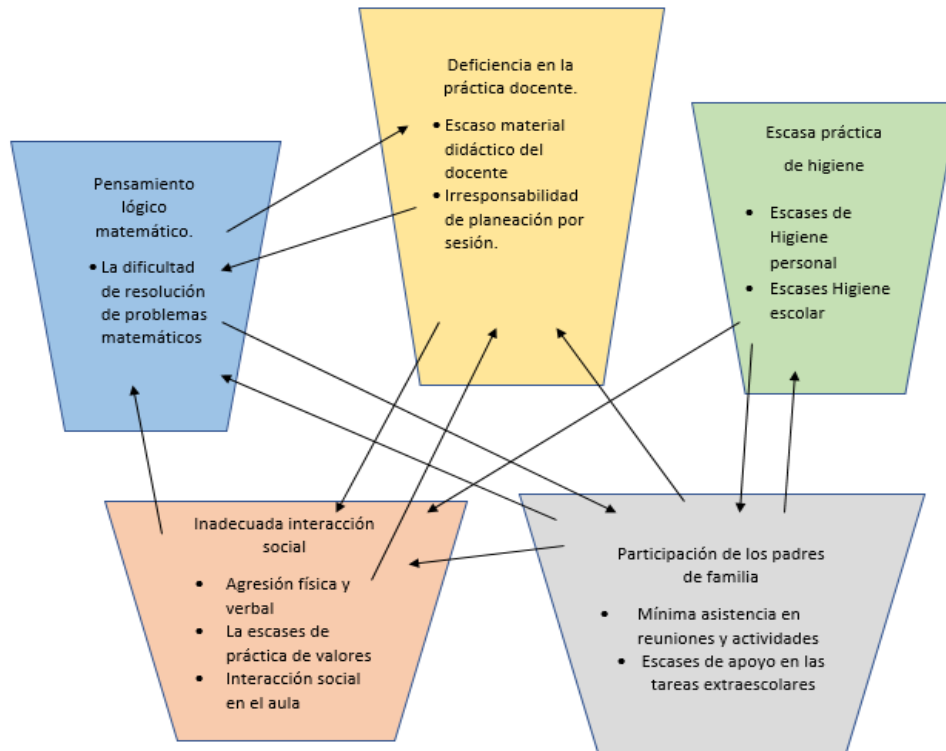 Pensamiento
lógico
matemático.
• La dificultad
de resolución
de problemas
matemáticos
Deficiencia en la
práctica docente.
• Escaso material
didáctico del
docente
• Irresponsabilidad
de planeación por
sesión.
Escasa práctica
de higiene
• Escases de
Higiene
personal
• Escases Higiene
escolar
Inadecuada interacción
social
• Agresión física y
verbal
• La escases de
práctica de valores
• Interacción social
en el aula
Participación de los padres
de familia
• Mínima asistencia en
reuniones y actividades
• Escases de apoyo en las
tareas extraescolares